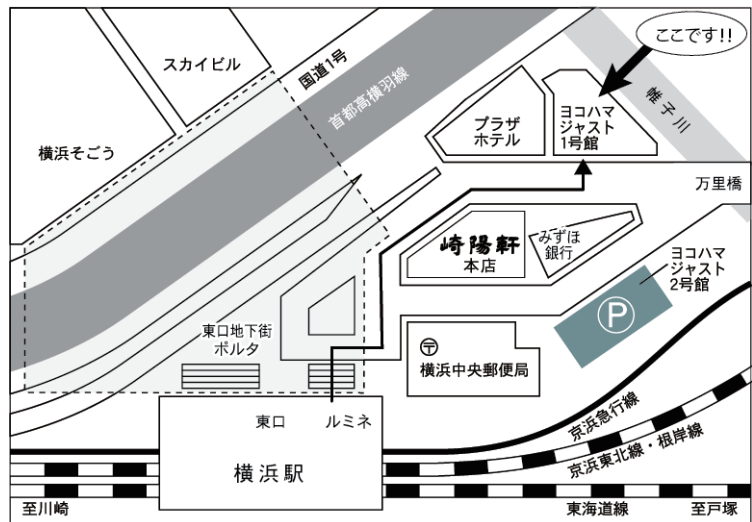 ここです!!
スカイビル
国道1号
首都高横羽線
帷子川
横浜そごう
プラザ
ホテル
ヨコハマ
ジャスト
1号館
万里橋
崎陽軒
本店
みずほ
銀行
ヨコハマ
ジャスト
2号館
P
東口地下街
ポルタ
〒
横浜中央郵便局
東口
ルミネ
横浜駅
京浜急行線
京浜東北線・根岸線
至川崎
東海道線
至戸塚